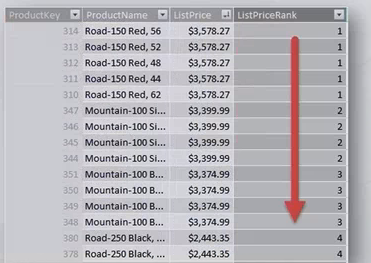 ProductKey ProductName ListPrice ListPriceRank
314 Road-150 Red, 56 $3,578.27 1
313 Road-150 Red, 52 $3,578.27 1
312 Road-150 Red, 48 $3,578.27 1
311 Road-150 Red, 44 $3,578.27 1
310 Road-150 Red, 62 $3,578.27 1
347 Mountain-100 Si... $3,399.99 2
346 Mountain-100 Si... $3,399.99 2
345 Mountain-100 Si... $3,399.99 2
344 Mountain-100 Si... $3,399.99 2
351 Mountain-100 B... $3,374.99 3
350 Mountain-100 B... $3,374.99 3
349 Mountain-100 B... $3,374.99 3
348 Mountain-100 B... $3,374.99 3
380 Road-250 Black, ... $2,443.35 4
378 Road-250 Black, ... $2,443.35 4